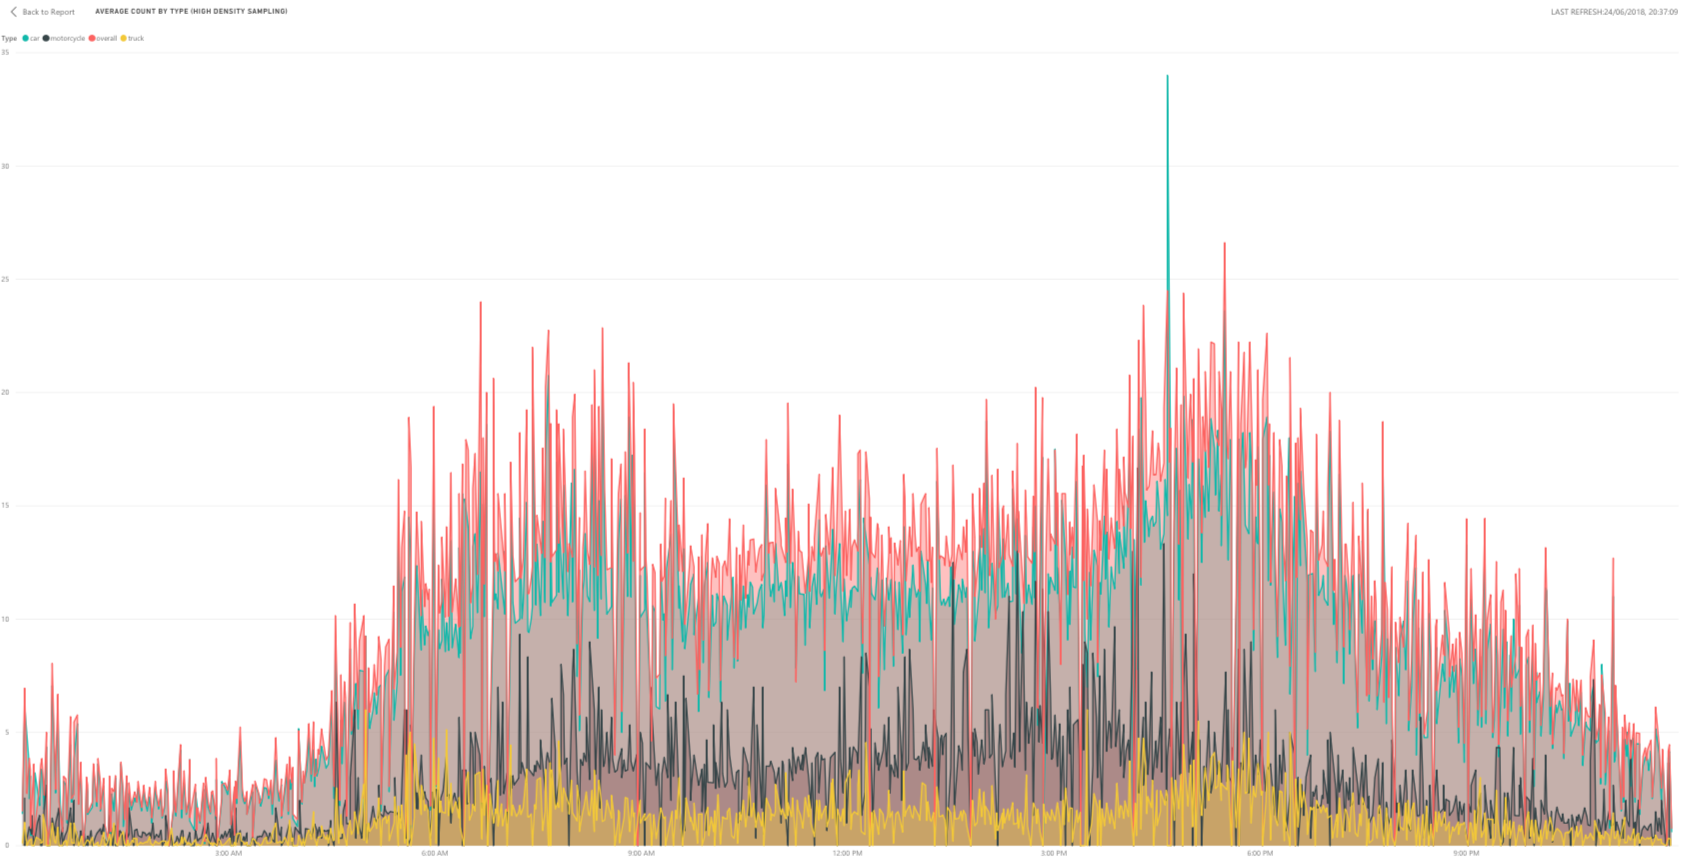 Back to Report AVERAGE COUNT BY TYPE (HIGH DENSITY SAMPLING) LAST REFRESH:24/06/2018, 20:37:09
Type car motorcycle overall truck
35
30
25
20
15
10
5
0
3:00 AM 6:00 AM 9:00 AM 12:00 PM 3:00 PM 6:00 PM 9:00 PM